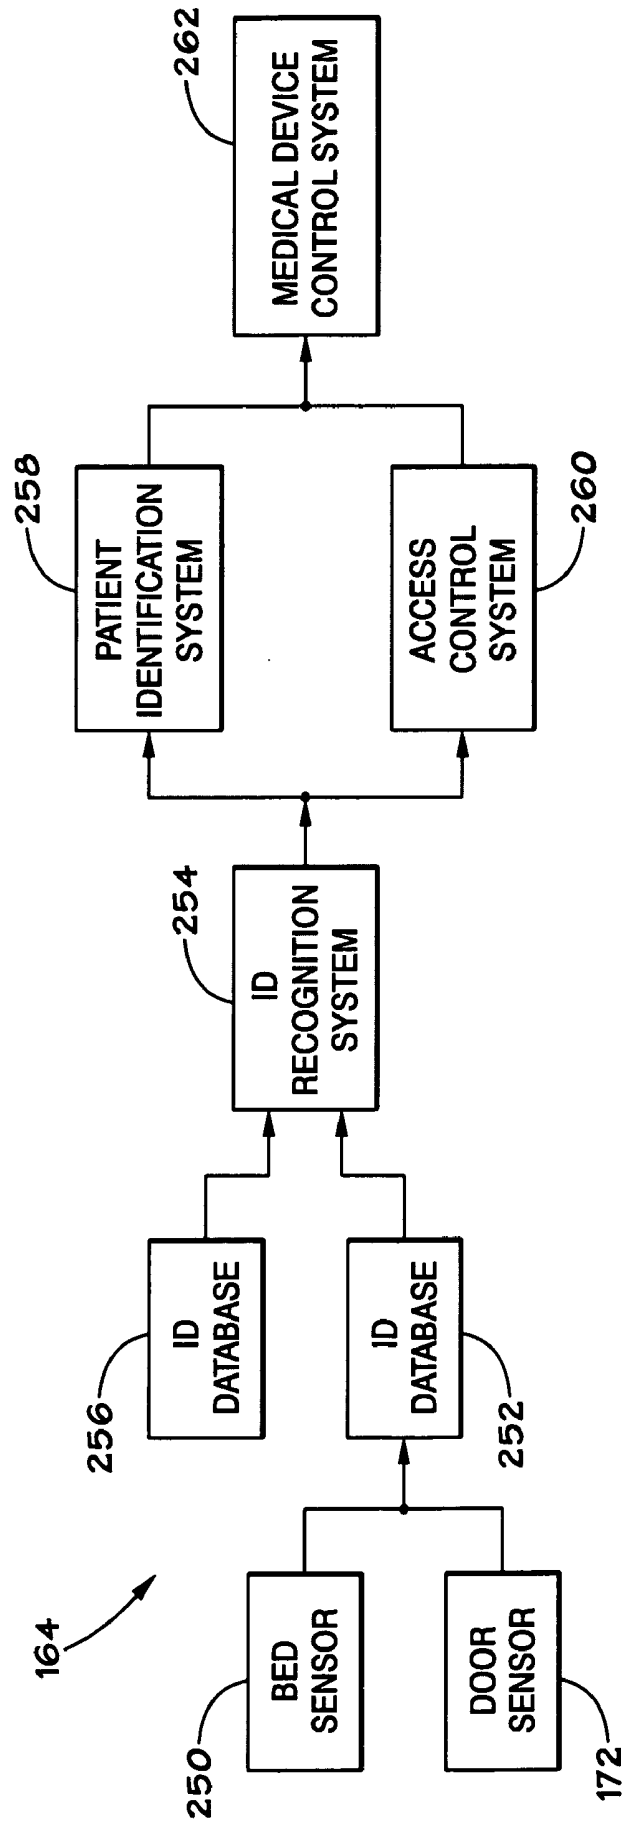 164
250
BED
SENSOR
DOOR
SENSOR
172
256
ID
DATABASE
ID
DATABASE
252
254
ID
RECOGNITION
SYSTEM
258
PATIENT
IDENTIFICATION
SYSTEM
ACCESS
CONTROL
SYSTEM
260
262
MEDICAL DEVICE
CONTROL SYSTEM